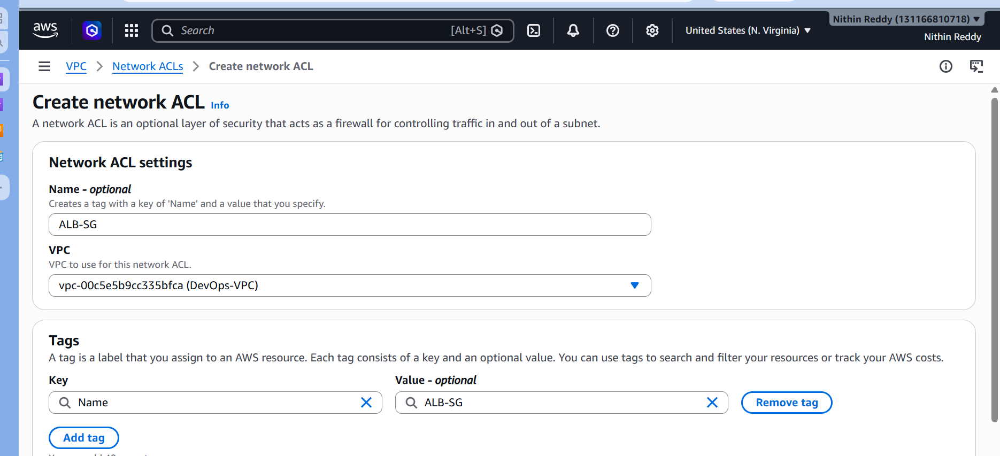 aws
Search [Alt+S]
United States (N. Virginia)
Nithin Reddy (131166810718)
Nithin Reddy
VPC
Network ACLs
Create network ACL
Create network ACL Info
A network ACL is an optional layer of security that acts as a firewall for controlling traffic in and out of a subnet.
Network ACL settings
Name - optional
Creates a tag with a key of 'Name' and a value that you specify.
ALB-SG
VPC
VPC to use for this network ACL.
vpc-00c5e5b9cc335bfca (DevOps-VPC)
Tags
A tag is a label that you assign to an AWS resource. Each tag consists of a key and an optional value. You can use tags to search and filter your resources or track your AWS costs.
Key
Value - optional
Name
ALB-SG
Remove tag
Add tag